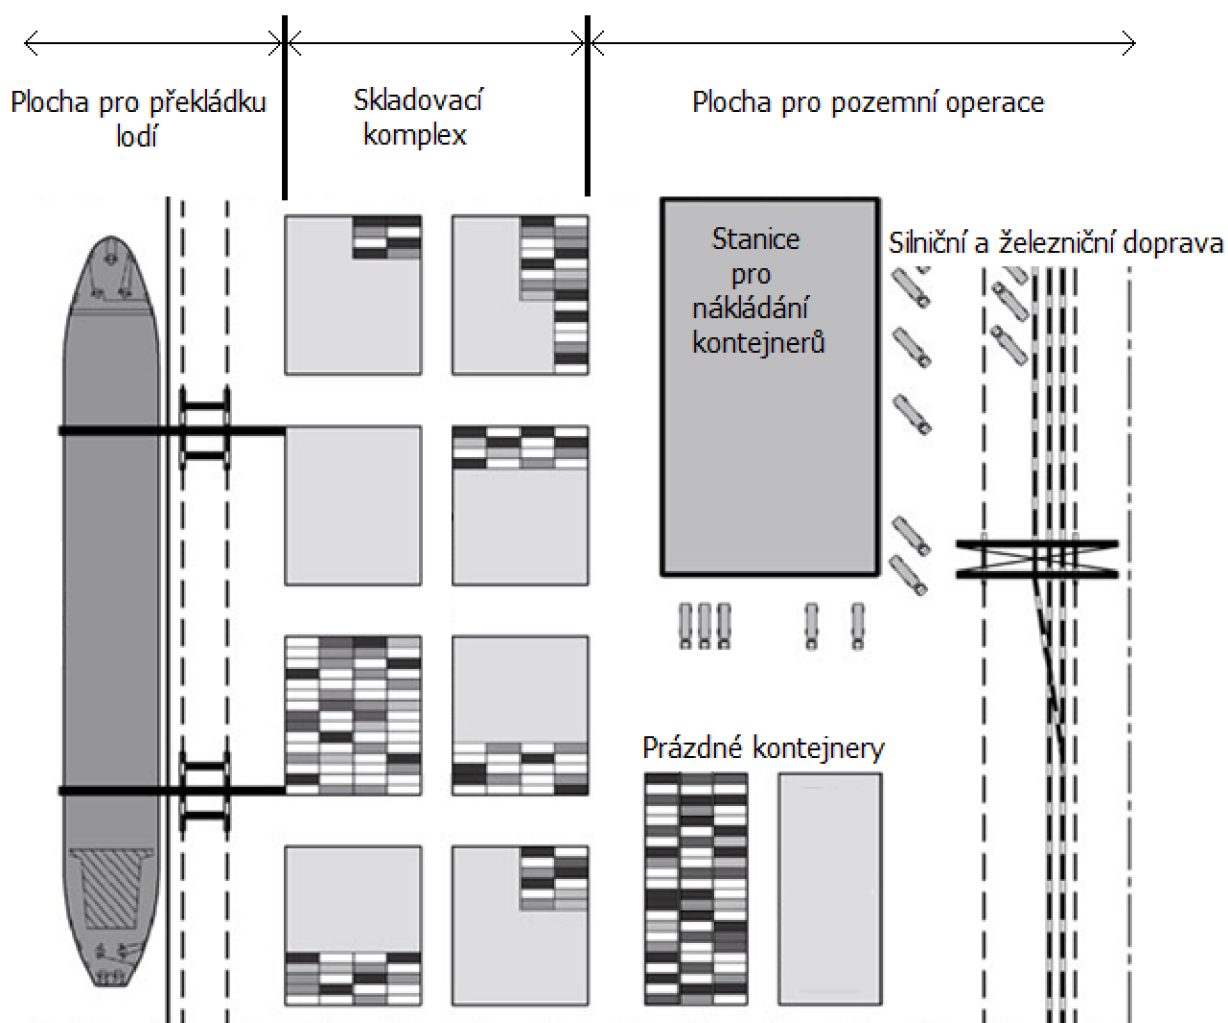 Plocha pro překládku
lodí
Skladovací
komplex
Plocha pro pozemní operace
Stanice
pro
nákládání
kontejnerů
Silniční a železniční doprava
Prázdné kontejnery